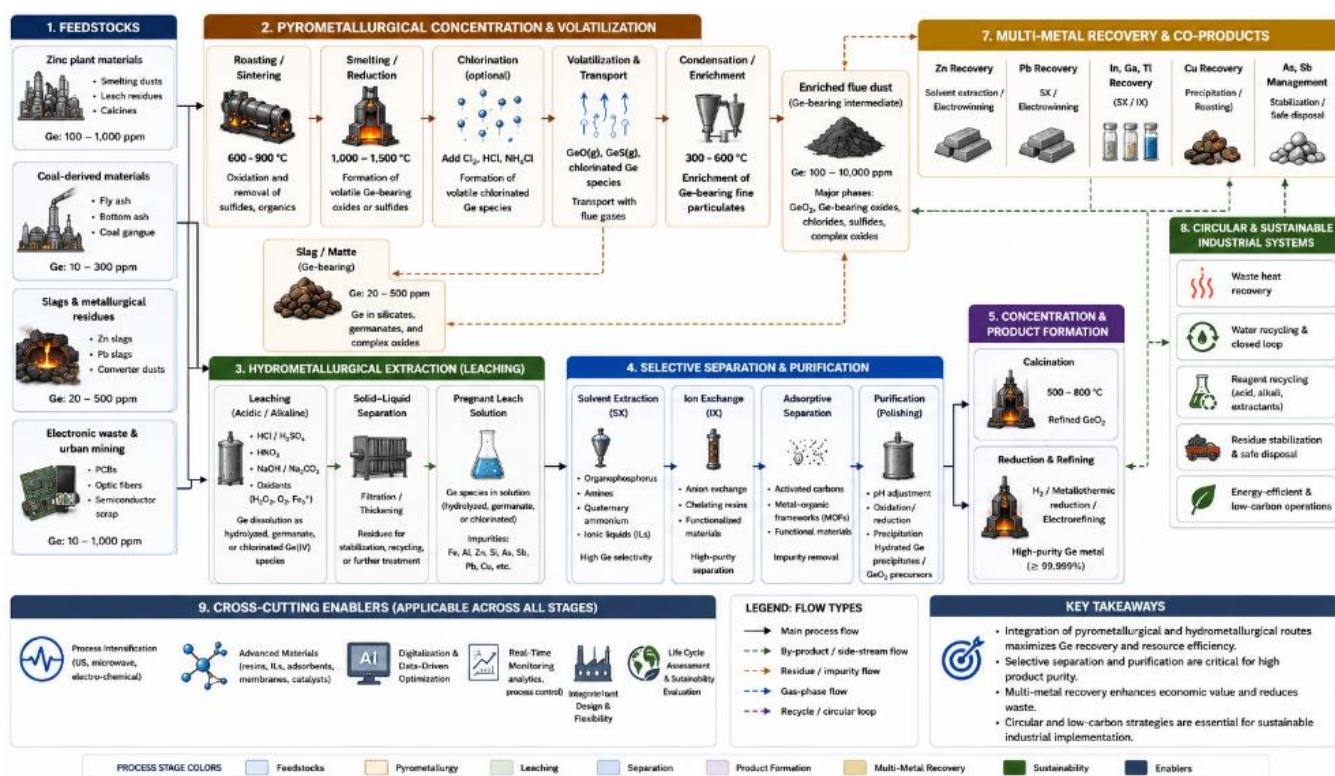 1. FEEDSTOCKS
Zinc plant materials
• Smelting dusts
• Leach residues
• Calcines
Ge: 100 – 1,000 ppm
Coal-derived materials
• Fly ash
• Bottom ash
• Coal gangue
Ge: 10 – 300 ppm
Slags & metallurgical
residues
• Zn slags
• Pb slags
• Converter dusts
Ge: 20 – 500 ppm
Electronic waste &
urban mining
• PCBs
• Optic fibers
• Semiconductor
scrap
Ge: 10 – 1,000 ppm
2. PYROMETALLURGICAL CONCENTRATION & VOLATILIZATION
Roasting /
Sintering
600 - 900 °C
Oxidation and
removal of
sulfides, organics
Smelting /
Reduction
1,000 – 1,500 °C
Formation of
volatile Ge-bearing
oxides or sulfides
Chlorination
(optional)
Add Cl₂, HCl, NH₄Cl
Formation of
volatile chlorinated
Ge species
Volatilization &
Transport
GeO(g), GeS(g),
chlorinated Ge
species
Transport with
flue gases
Condensation /
Enrichment
300 - 600 °C
Enrichment of
Ge-bearing fine
particulates
Enriched flue dust
(Ge-bearing intermediate)
Ge: 100 – 10,000 ppm
Major phases:
GeO₂, Ge-bearing oxides,
chlorides, sulfides,
complex oxides
Slag / Matte
(Ge-bearing)
Ge: 20 – 500 ppm
Ge in silicates,
germanates, and
complex oxides
7. MULTI-METAL RECOVERY & CO-PRODUCTS
Zn Recovery
Solvent extraction /
Electrowinning
Pb Recovery
SX /
Electrowinning
In, Ga, Tl
Recovery
(SX / IX)
Cu Recovery
Precipitation /
Roasting)
As, Sb
Management
Stabilization /
Safe disposal
8. CIRCULAR & SUSTAINABLE
INDUSTRIAL SYSTEMS
Waste heat
recovery
Water recycling &
closed loop
Reagent recycling
(acid, alkali,
extractants)
Residue stabilization
& safe disposal
Energy-efficient &
low-carbon operations
3. HYDROMETALLURGICAL EXTRACTION (LEACHING)
Leaching
(Acidic / Alkaline)
• HCl / H₂SO₄
• HNO₃
• NaOH / Na₂CO₃
• Oxidants
(H₂O₂, O₂, Fe₃⁺)
Ge dissolution as
hydrolyzed, germanate,
or chlorinated Ge(IV)
species
Solid–Liquid
Separation
Filtration /
Thickening
Residues for
stabilization, recycling,
or further treatment
Pregnant Leach
Solution
Ge species in solution
(hydrolyzed, germanate,
or chlorinated)
Impurities:
Fe, Al, Zn, Si, As, Sb,
Pb, Cu, etc.
4. SELECTIVE SEPARATION & PURIFICATION
Solvent Extraction
(SX)
• Organophosphorus
• Amines
• Quaternary
ammonium
• Ionic liquids (ILs)
High Ge selectivity
Ion Exchange
(IX)
• Anion exchange
• Chelating resins
• Functionalized
materials
High-purity
separation
Adsorptive
Separation
• Activated carbons
• Metal-organic
frameworks (MOFs)
• Functional materials
Impurity removal
Purification
(Polishing)
• pH adjustment
• Oxidation/
reduction
• Precipitation
Hydrated Ge
precipitates /
GeO₂ precursors
5. CONCENTRATION &
PRODUCT FORMATION
Calcination
500 – 800 °C
Refined GeO₂
Reduction & Refining
H₂ / Metallothermic
reduction /
Electrorefining
High-purity Ge metal
(≥ 99.999%)
9. CROSS-CUTTING ENABLERS (APPLICABLE ACROSS ALL STAGES)
Process Intensification
(US, microwave,
electro-chemical)
Advanced Materials
(resins, ILs, adsorbents,
membranes, catalysts)
Ai
Digitalization &
Data-Driven
Optimization
Real-Time
Monitoring
analytics,
process control)
Design &
Flexibility
Life Cycle
Assessment
& Sustainability
Evaluation
LEGEND: FLOW TYPES
Main process flow
By-product / side-stream flow
Residue / impurity flow
Gas-phase flow
Recycle / circular loop
KEY TAKEAWAYS
• Integration of pyrometallurgical and hydrometallurgical routes
maximizes Ge recovery and resource efficiency.
• Selective separation and purification are critical for high
product purity.
• Multi-metal recovery enhances economic value and reduces
waste.
• Circular and low-carbon strategies are essential for sustainable
industrial implementation.
PROCESS STAGE COLORS
Feedstocks
Pyrometallurgy
Leaching
Separation
Product Formation
Multi-Metal Recovery
Sustainability
Enablers